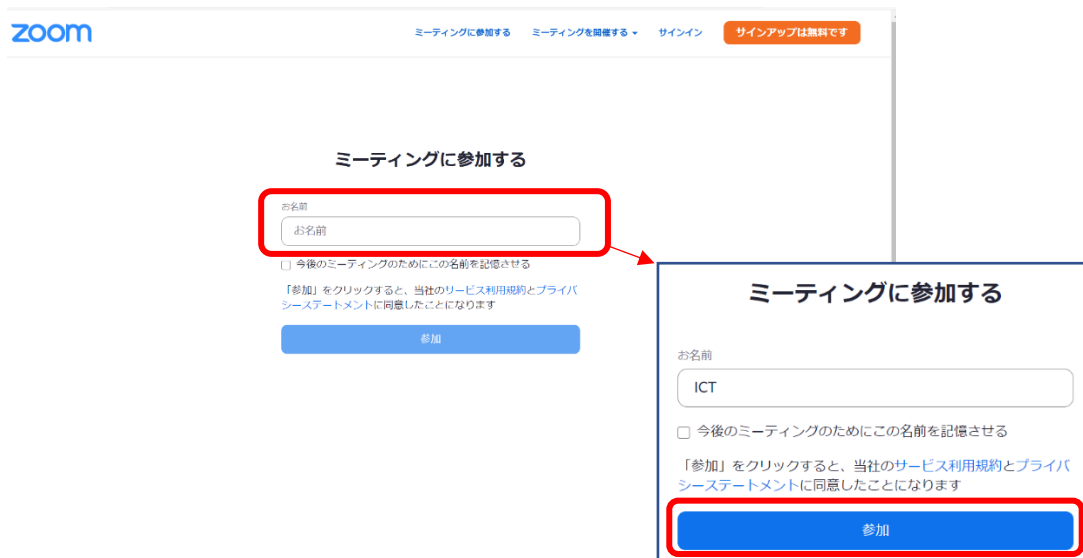 zoom
ミーティングに参加する ミーティングを開催する サインイン サインアップは無料です
ミーティングに参加する
お名前
お名前
今後のミーティングのためにこの名前を記憶させる
「参加」をクリックすると、当社のサービス利用規約とプライバ
シーステートメントに同意したことになります
参加
ミーティングに参加する
お名前
ICT
今後のミーティングのためにこの名前を記憶させる
「参加」をクリックすると、当社のサービス利用規約とプライバ
シーステートメントに同意したことになります
参加